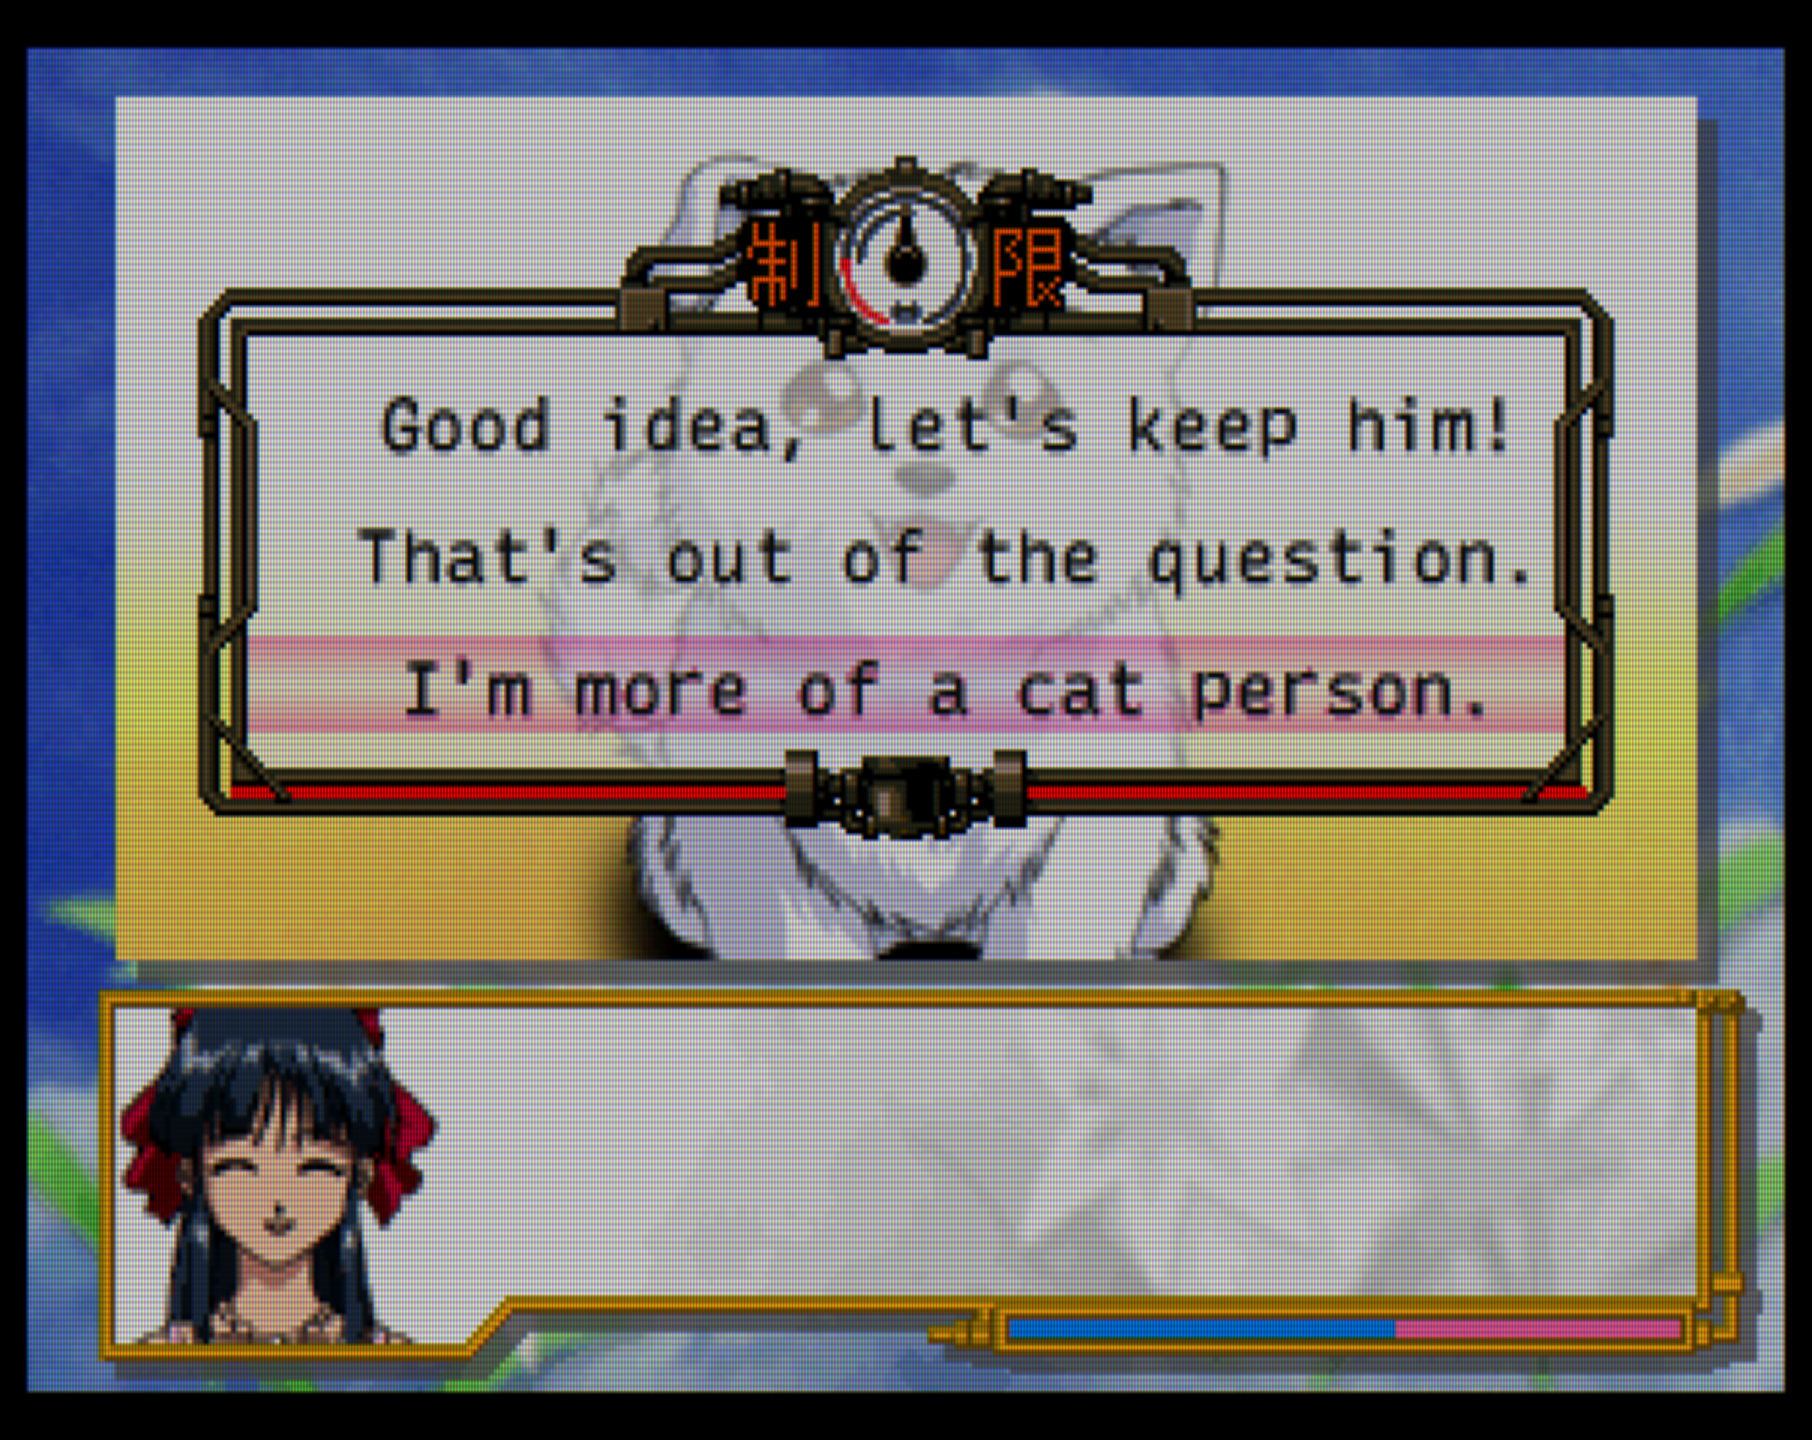 制限
Good idea, let's keep him!
That's out of the question.
I'm more of a cat person.